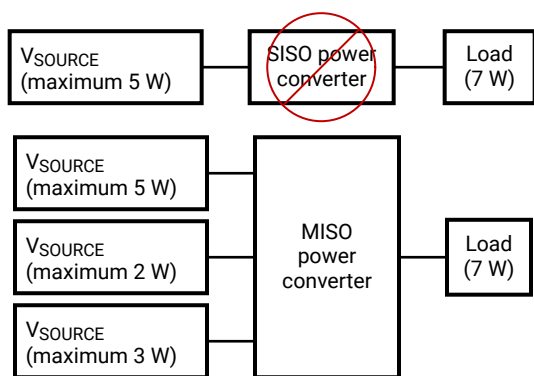 VSOURCE
(maximum 5 W)
SISO power
converter
Load
(7 W)
VSOURCE
(maximum 5 W)
VSOURCE
(maximum 2 W)
VSOURCE
(maximum 3 W)
MISO
power
converter
Load
(7 W)